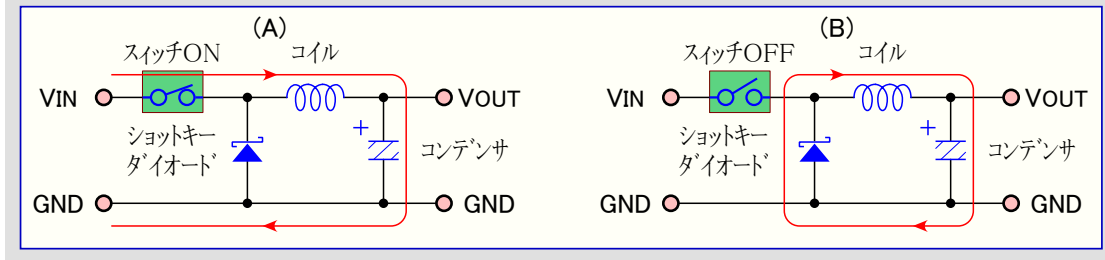 (A)
スイッチON
コイル
VIN
VOUT
+
ショットキー
ダイオード
コンデンサ
GND
GND
(B)
スイッチOFF
コイル
VIN
VOUT
+
ショットキー
ダイオード
コンデンサ
GND
GND